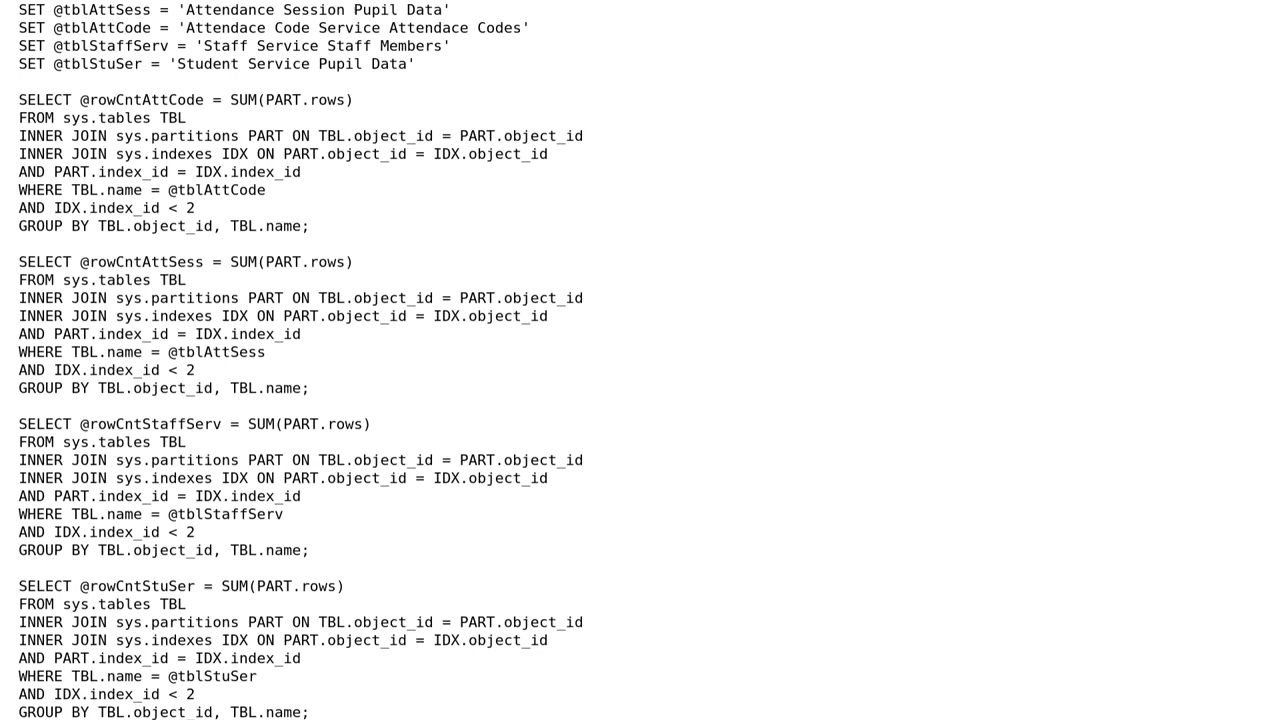 SET @tblAttSess = 'Attendance Session Pupil Data'
SET @tblAttCode = 'Attendace Code Service Attendace Codes'
SET @tblStaffServ = 'Staff Service Staff Members'
SET @tblStuSer = 'Student Service Pupil Data'
SELECT @rowCntAttCode = SUM(PART.rows)
FROM sys.tables TBL
INNER JOIN sys.partitions PART ON TBL.object_id = PART.object_id
INNER JOIN sys.indexes IDX ON PART.object_id = IDX.object_id
AND PART.index_id = IDX.index_id
WHERE TBL.name = @tblAttCode
AND IDX.index_id < 2
GROUP BY TBL.object_id, TBL.name;
SELECT @rowCntAttSess = SUM(PART.rows)
FROM sys.tables TBL
INNER JOIN sys.partitions PART ON TBL.object_id = PART.object_id
INNER JOIN sys.indexes IDX ON PART.object_id = IDX.object_id
AND PART.index_id = IDX.index_id
WHERE TBL.name = @tblAttSess
AND IDX.index_id < 2
GROUP BY TBL.object_id, TBL.name;
SELECT @rowCntStaffServ = SUM(PART.rows)
FROM sys.tables TBL
INNER JOIN sys.partitions PART ON TBL.object_id = PART.object_id
INNER JOIN sys.indexes IDX ON PART.object_id = IDX.object_id
AND PART.index_id = IDX.index_id
WHERE TBL.name = @tblStaffServ
AND IDX.index_id < 2
GROUP BY TBL.object_id, TBL.name;
SELECT @rowCntStuSer = SUM(PART.rows)
FROM sys.tables TBL
INNER JOIN sys.partitions PART ON TBL.object_id = PART.object_id
INNER JOIN sys.indexes IDX ON PART.object_id = IDX.object_id
AND PART.index_id = IDX.index_id
WHERE TBL.name = @tblStuSer
AND IDX.index_id < 2
GROUP BY TBL.object_id, TBL.name;